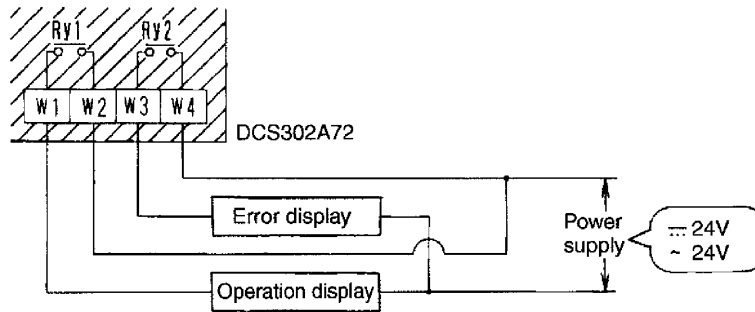 Ry1 Ry2
W1 W2 W3 W4
DCS302A72
Error display
Power
supply
⎓ 24V
~ 24V
Operation display